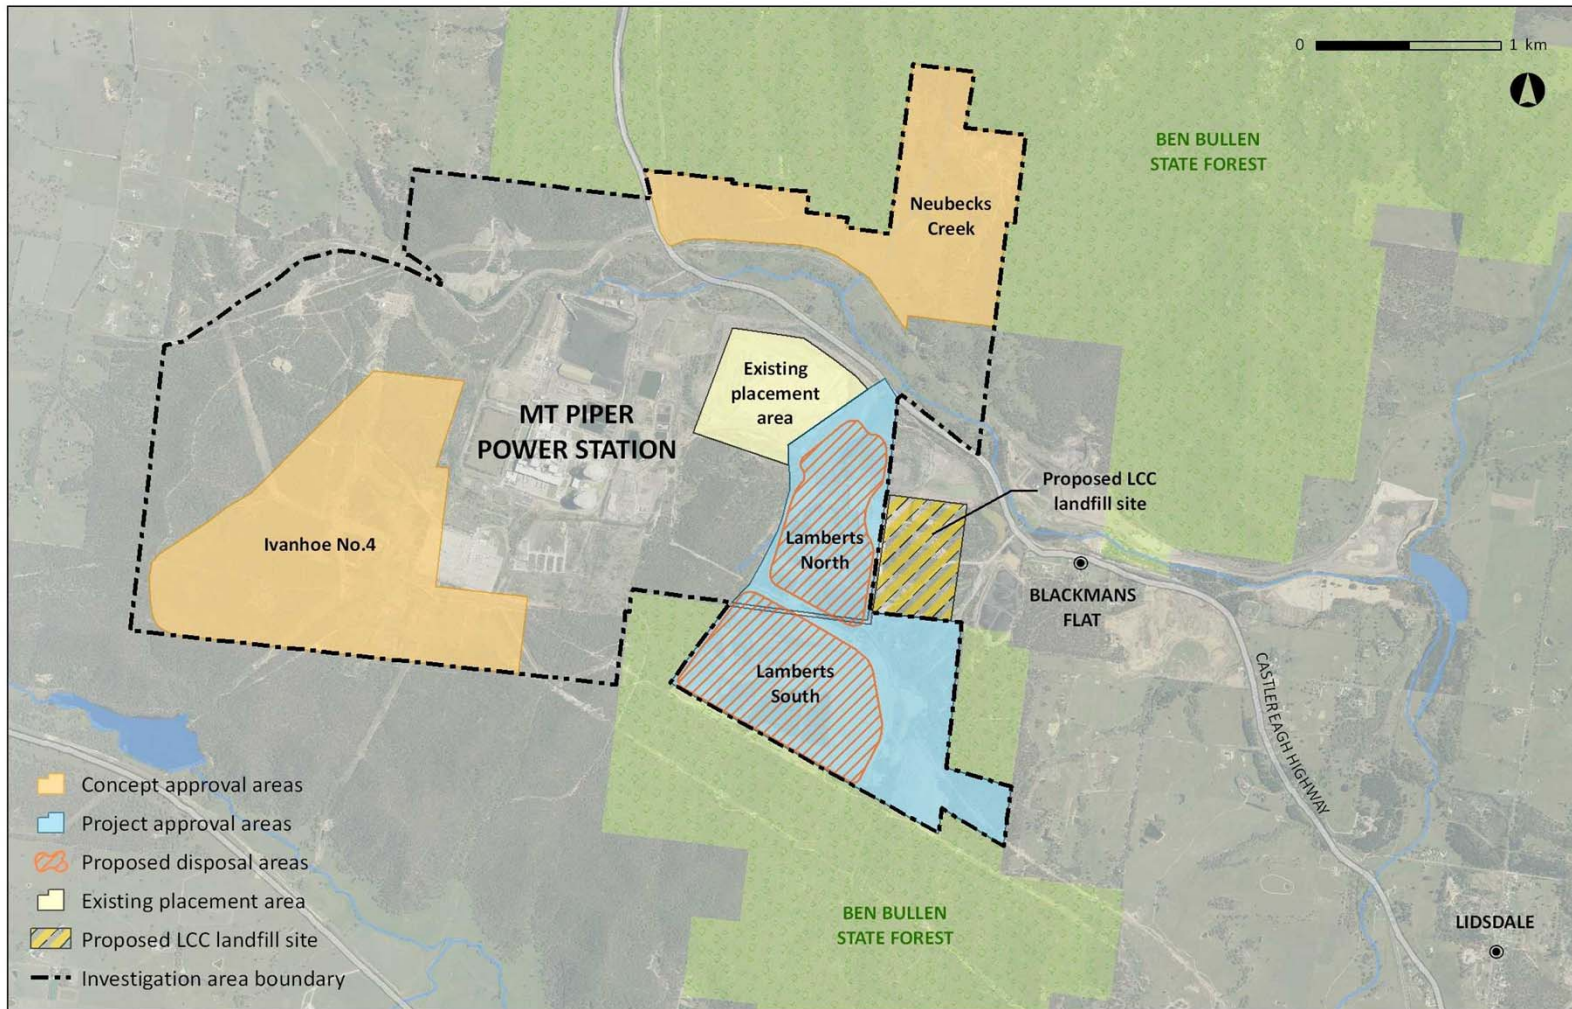 0 1 km
BEN BULLEN
STATE FOREST
Neubecks
Creek
Existing
placement
area
MT PIPER
POWER STATION
Proposed LCC
landfill site
Ivanhoe No.4
Lamberts
North
BLACKMANS
FLAT
Lamberts
South
CASTLEREAGH HIGHWAY
Concept approval areas
Project approval areas
Proposed disposal areas
Existing placement area
Proposed LCC landfill site
Investigation area boundary
BEN BULLEN
STATE FOREST
LIDSDALE